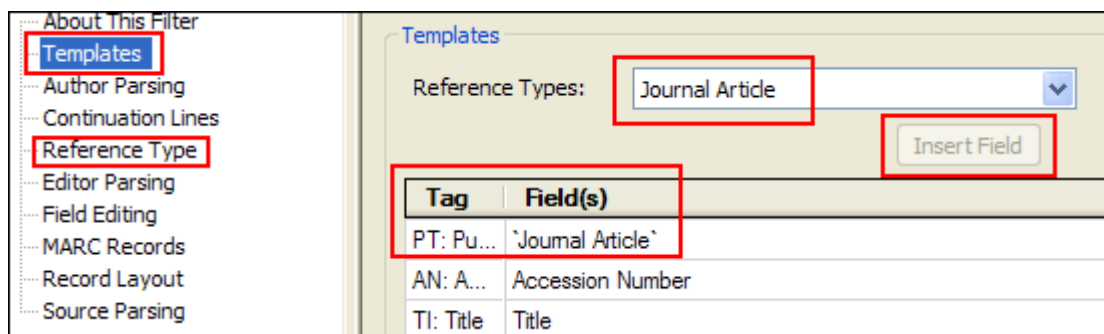 About This Filter
Templates
Author Parsing
Continuation Lines
Reference Type
Editor Parsing
Field Editing
MARC Records
Record Layout
Source Parsing
Templates
Reference Types: Journal Article
Insert Field
Tag Field(s)
PT: Pu... `Journal Article`
AN: A... Accession Number
TI: Title Title